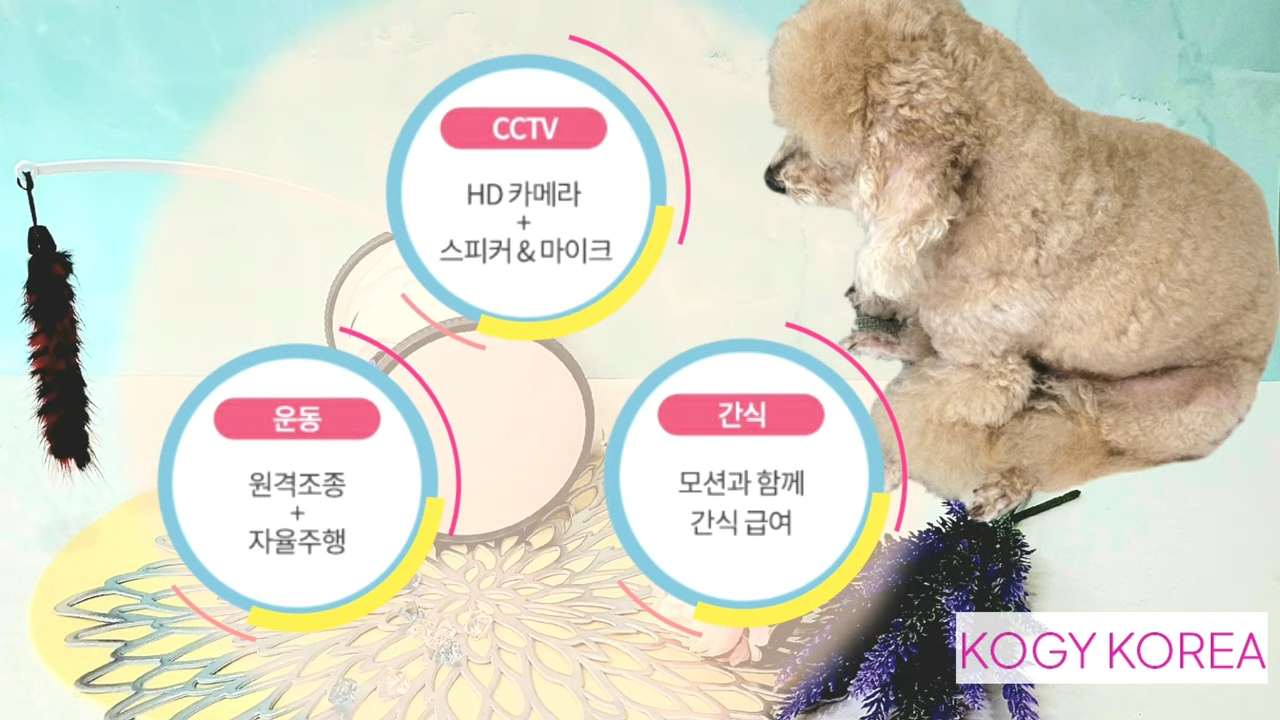 CCTV
HD 카메라
+
스피커 & 마이크
운동
원격조종
+
자율주행
간식
모션과 함께
간식 급여
KOGY KOREA